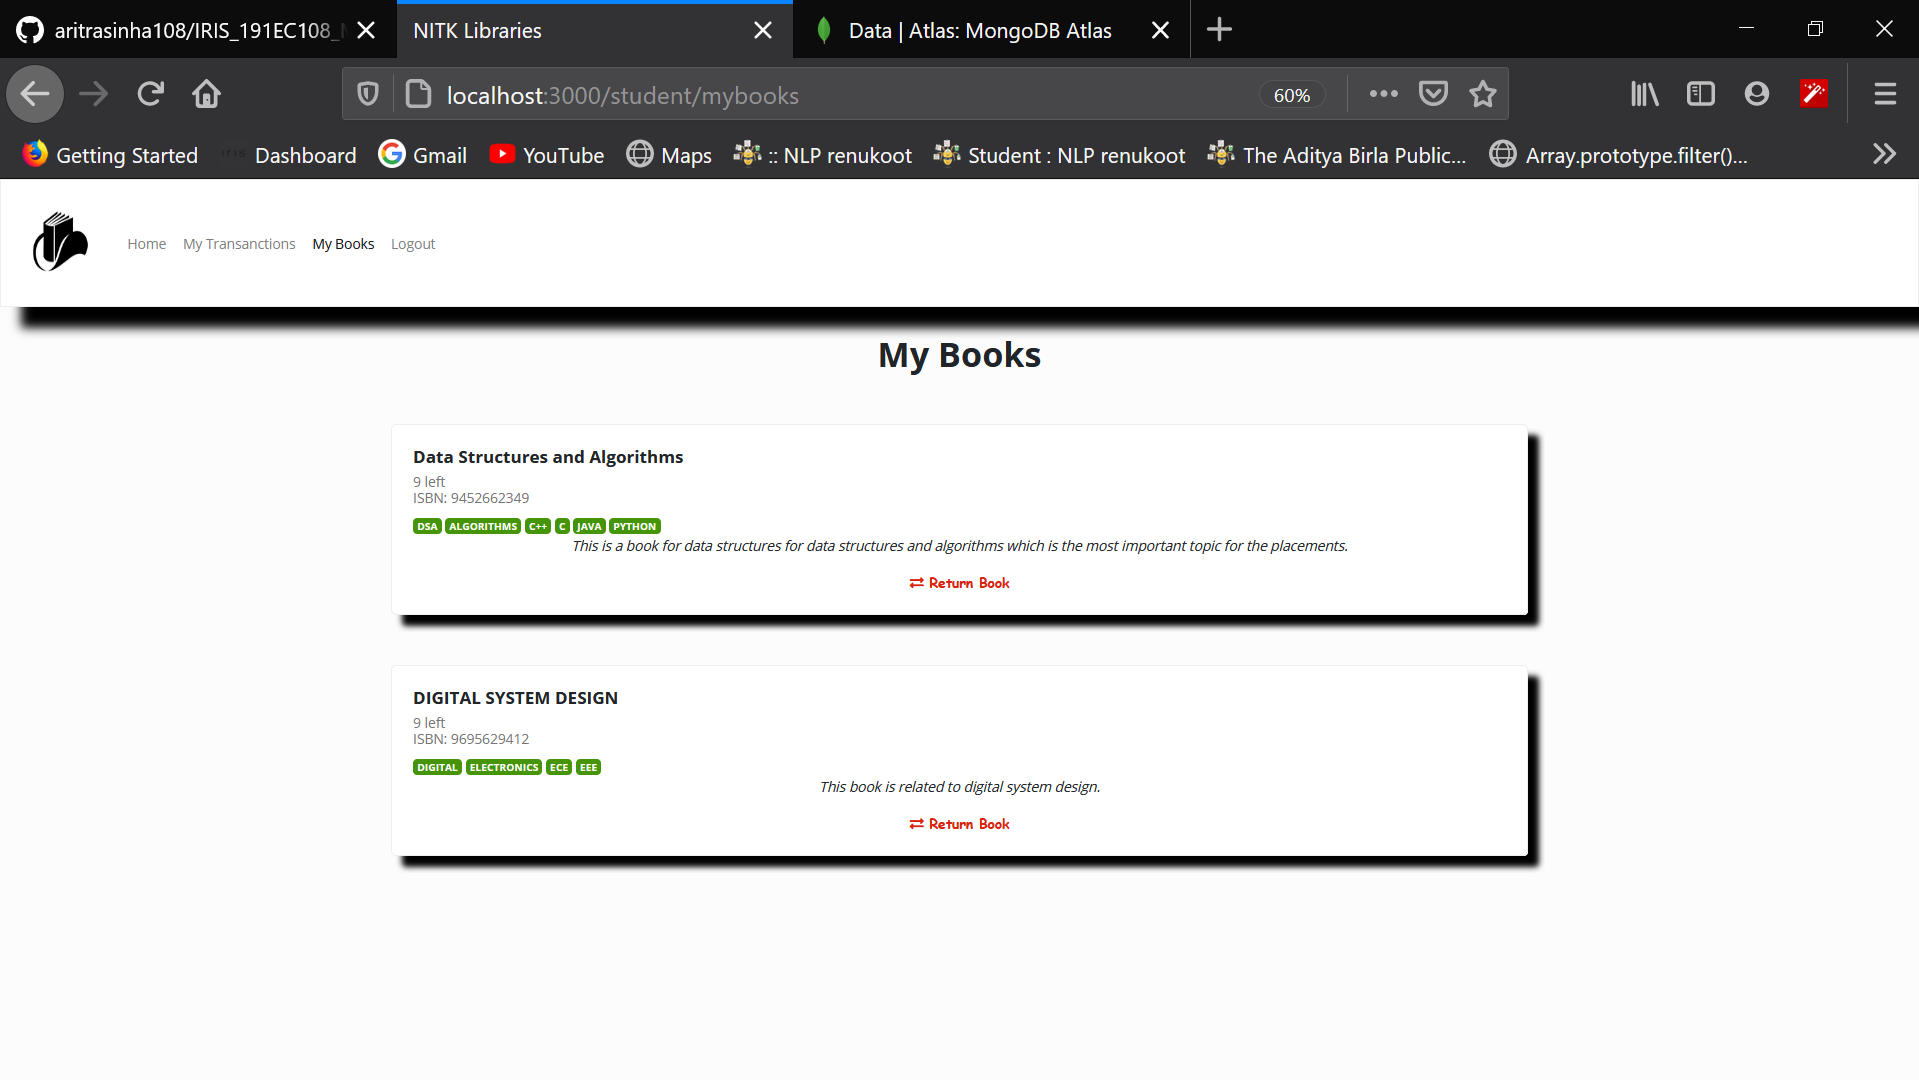 aritrasinha108/IRIS_191EC108_
NITK Libraries
Data | Atlas: MongoDB Atlas
localhost:3000/student/mybooks
60%
Getting Started
Dashboard
Gmail
YouTube
Maps
:: NLP renukoot
Student : NLP renukoot
The Aditya Birla Public...
Array.prototype.filter()...
Home
My Transanctions
My Books
Logout
My Books
Data Structures and Algorithms
9 left
ISBN: 9452662349
DSA ALGORITHMS C++ C JAVA PYTHON
This is a book for data structures for data structures and algorithms which is the most important topic for the placements.
Return Book
DIGITAL SYSTEM DESIGN
9 left
ISBN: 9695629412
DIGITAL ELECTRONICS ECE EEE
This book is related to digital system design.
Return Book